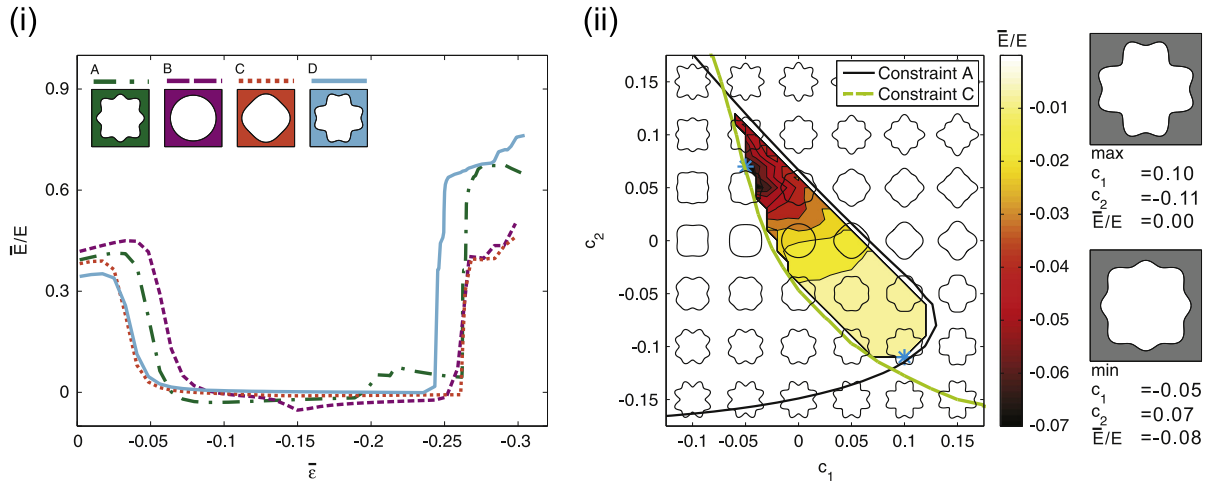 (i)
A B C D
0.9
0.6
0.3
0
Ē/E
0 -0.05 -0.1 -0.15 -0.2 -0.25 -0.3
ε̄
(ii)
Constraint A
Constraint C
0.15
0.1
0.05
0
-0.05
-0.1
-0.15
c2
-0.1 -0.05 0 0.05 0.1 0.15
c1
Ē/E
-0.01
-0.02
-0.03
-0.04
-0.05
-0.06
-0.07
max
c1 =0.10
c2 =-0.11
Ē/E =0.00
min
c1 =-0.05
c2 =0.07
Ē/E =-0.08